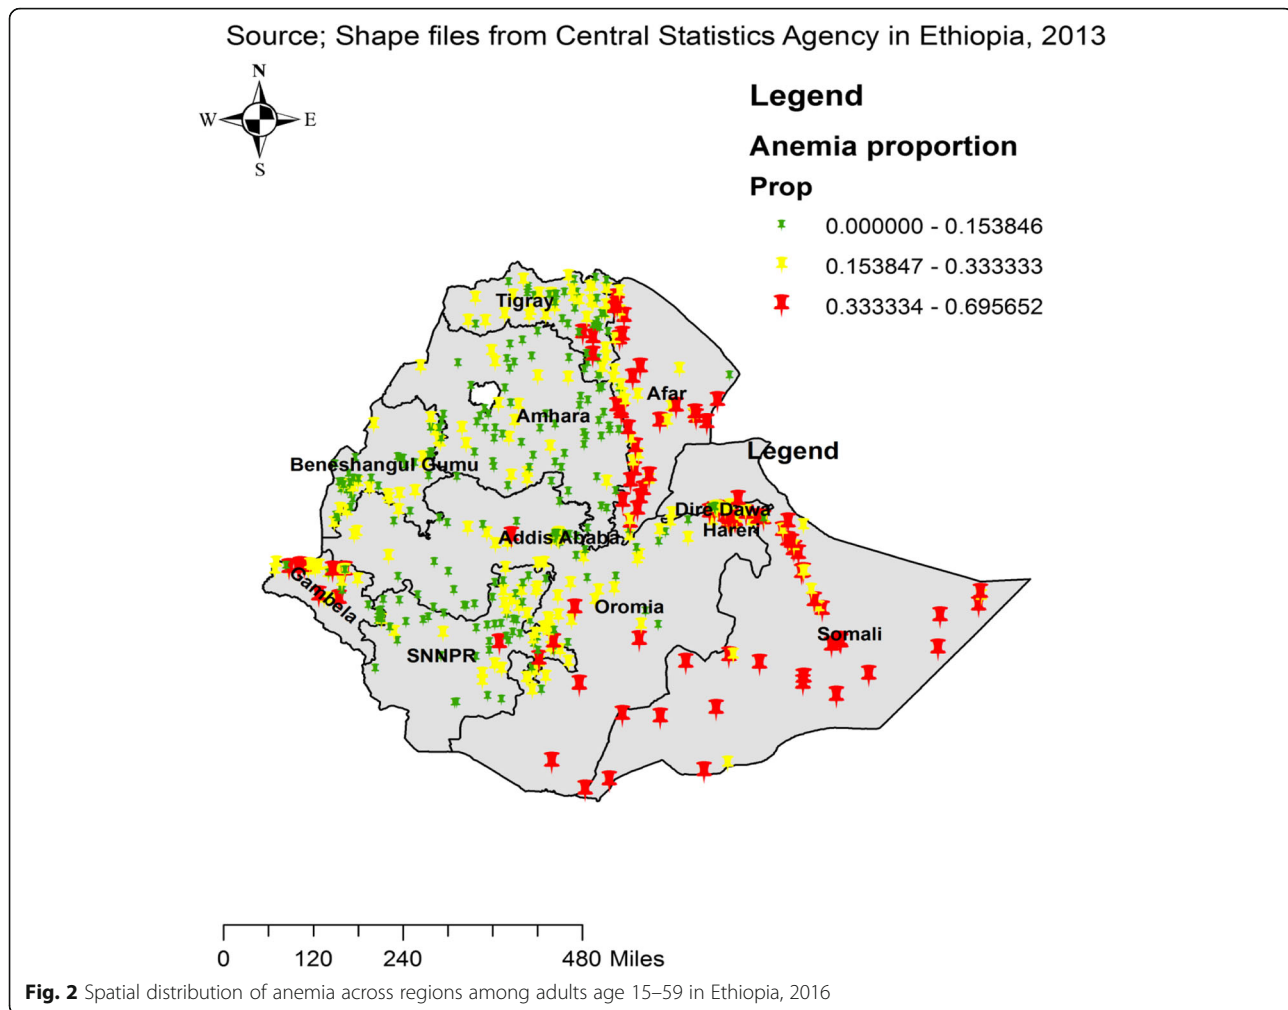 Source; Shape files from Central Statistics Agency in Ethiopia, 2013
N
W
E
S
Legend
Anemia proportion
Prop
0.000000 - 0.153846
0.153847 - 0.333333
0.333334 - 0.695652
Tigray
Afar
Amhara
Legend
Beneshangul Gumu
Dire Dawa
Hareri
Addis Ababa
Gambela
Oromia
Somali
SNNPR
0 120 240 480 Miles
Fig. 2 Spatial distribution of anemia across regions among adults age 15–59 in Ethiopia, 2016